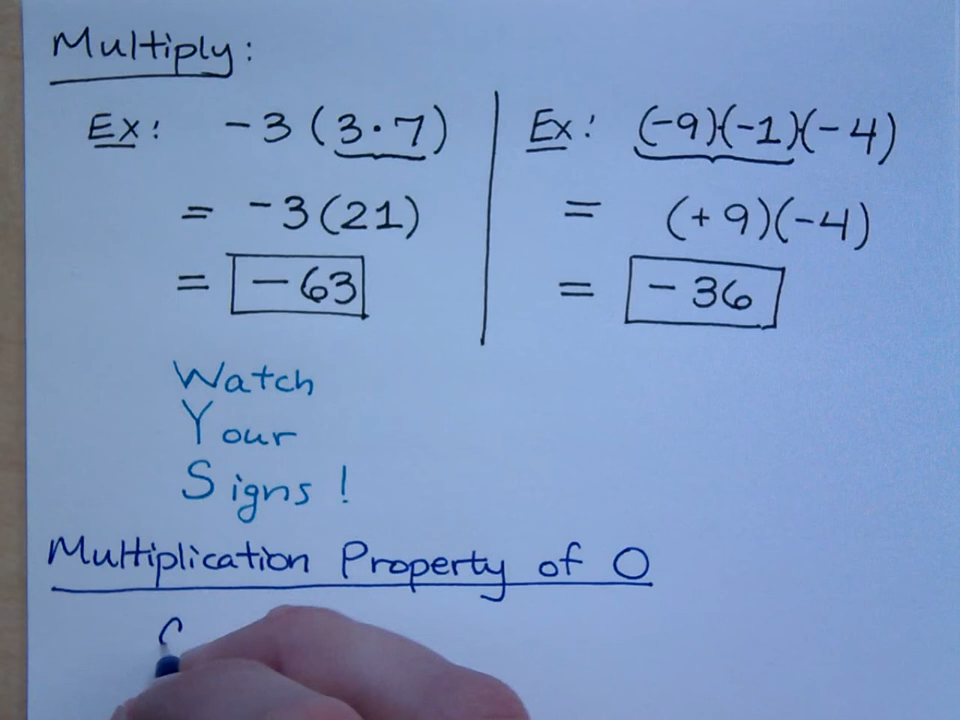 Multiply:
Ex: -3 (3·7)
= -3(21)
= -63
Ex: (-9)(-1)(-4)
= (+9)(-4)
= -36
Watch
Your
Signs!
Multiplication Property of 0